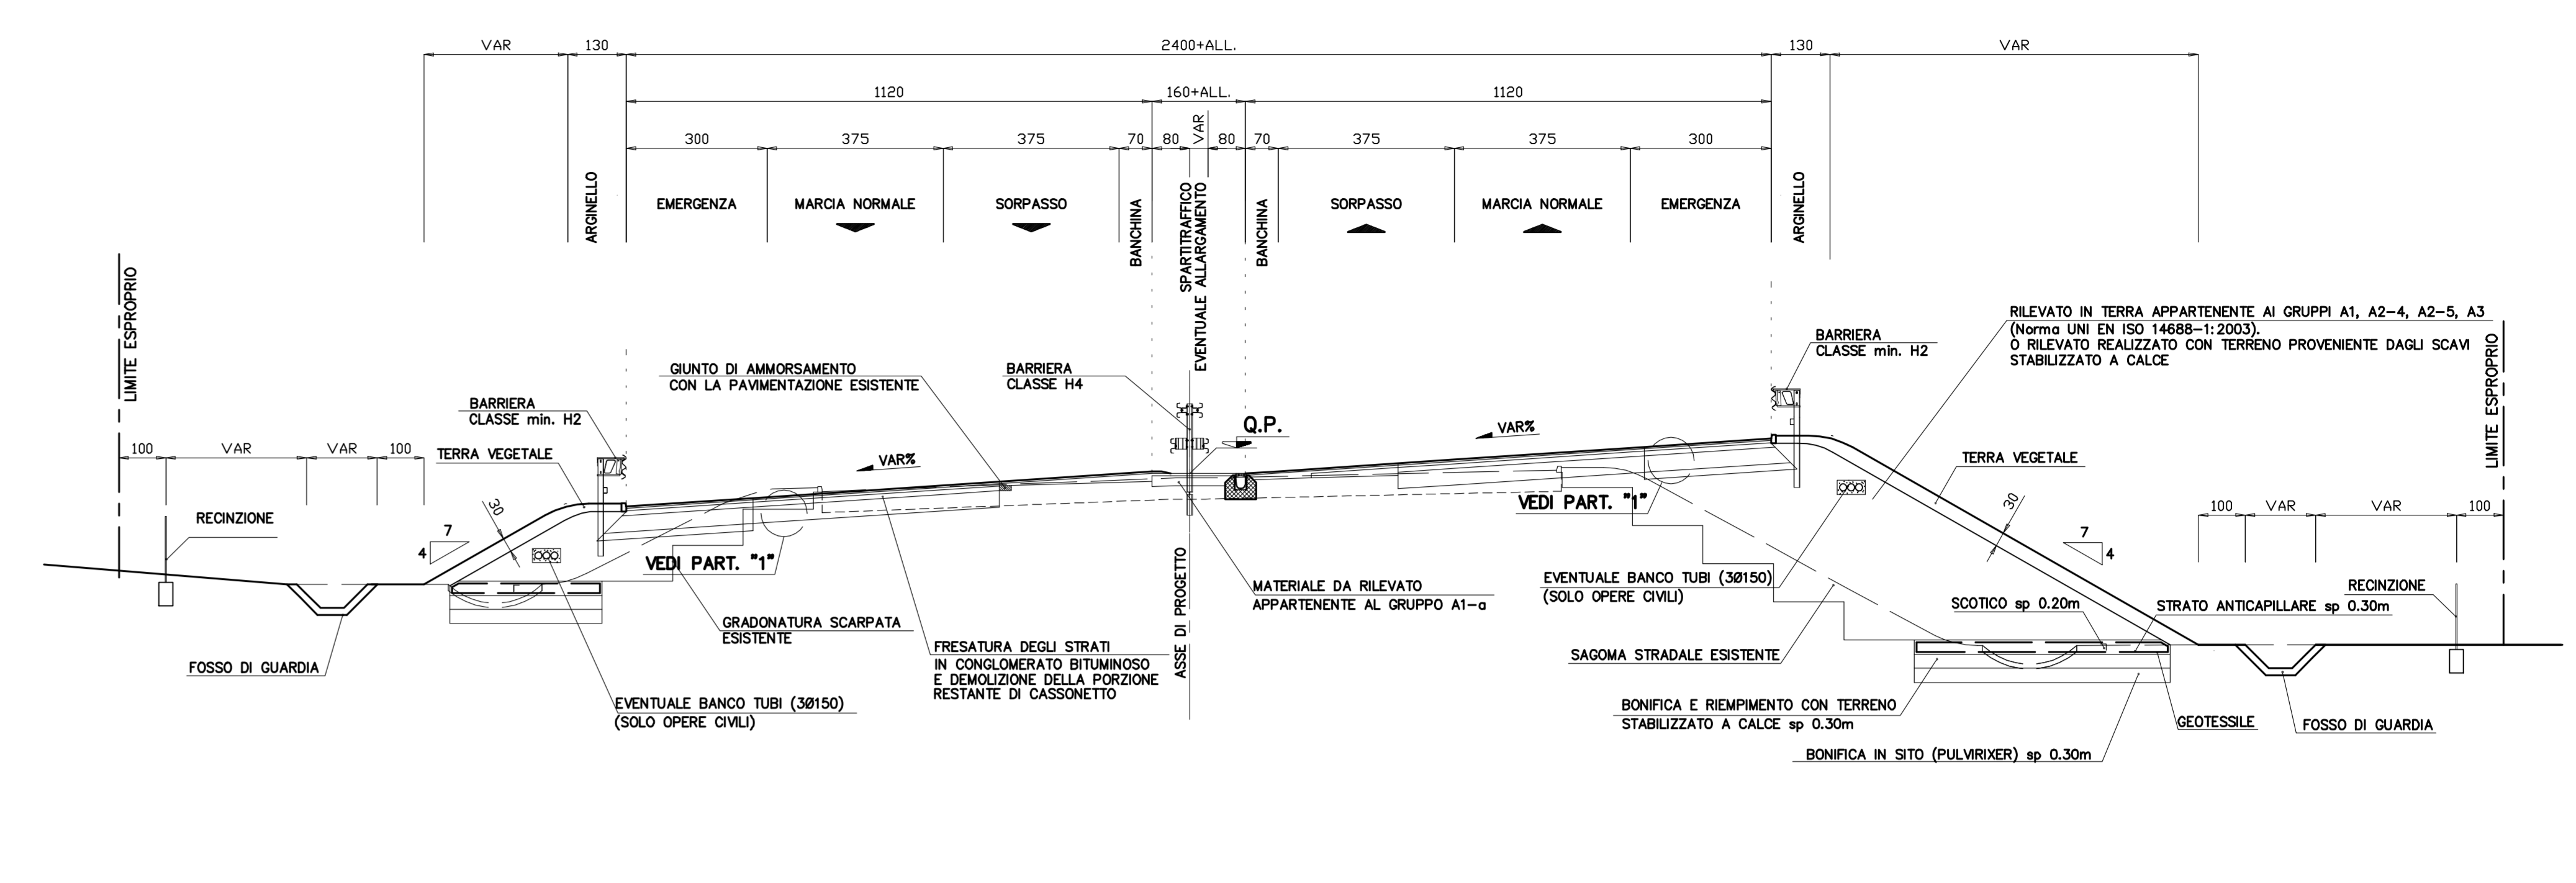 VAR 130 2400+ALL. 130 VAR
1120 160+ALL. 1120
300 375 375 70 80 VAR 80 70 375 375 300
ARGINELLO
EMERGENZA
MARCIA NORMALE
SORPASSO
BANCHINA
SPARTITRAFFICO
EVENTUALE ALLARGAMENTO
BANCHINA
SORPASSO
MARCIA NORMALE
EMERGENZA
ARGINELLO
LIMITE ESPROPRIO
100 VAR VAR 100
RECINZIONE
FOSSO DI GUARDIA
BARRIERA
CLASSE min. H2
TERRA VEGETALE
30
7
4
GIUNTO DI AMMORSAMENTO
CON LA PAVIMENTAZIONE ESISTENTE
VAR%
BARRIERA
CLASSE H4
Q.P.
VAR%
BARRIERA
CLASSE min. H2
RILEVATO IN TERRA APPARTENENTE AI GRUPPI A1, A2-4, A2-5, A3
(Norma UNI EN ISO 14688-1:2003).
O RILEVATO REALIZZATO CON TERRENO PROVENIENTE DAGLI SCAVI
STABILIZZATO A CALCE
LIMITE ESPROPRIO
TERRA VEGETALE
30
7
4
100 VAR VAR 100
RECINZIONE
VEDI PART. "1"
VEDI PART. "1"
GRADONATURA SCARPATA
ESISTENTE
FRESATURA DEGLI STRATI
IN CONGLOMERATO BITUMINOSO
E DEMOLIZIONE DELLA PORZIONE
RESTANTE DI CASSONETTO
EVENTUALE BANCO TUBI (3Ø150)
(SOLO OPERE CIVILI)
ASSE DI PROGETTO
MATERIALE DA RILEVATO
APPARTENENTE AL GRUPPO A1-a
EVENTUALE BANCO TUBI (3Ø150)
(SOLO OPERE CIVILI)
SAGOMA STRADALE ESISTENTE
SCOTICO sp 0.20m
STRATO ANTICAPILLARE sp 0.30m
BONIFICA E RIEMPIMENTO CON TERRENO
STABILIZZATO A CALCE sp 0.30m
GEOTESSILE
FOSSO DI GUARDIA
BONIFICA IN SITO (PULVIRIXER) sp 0.30m